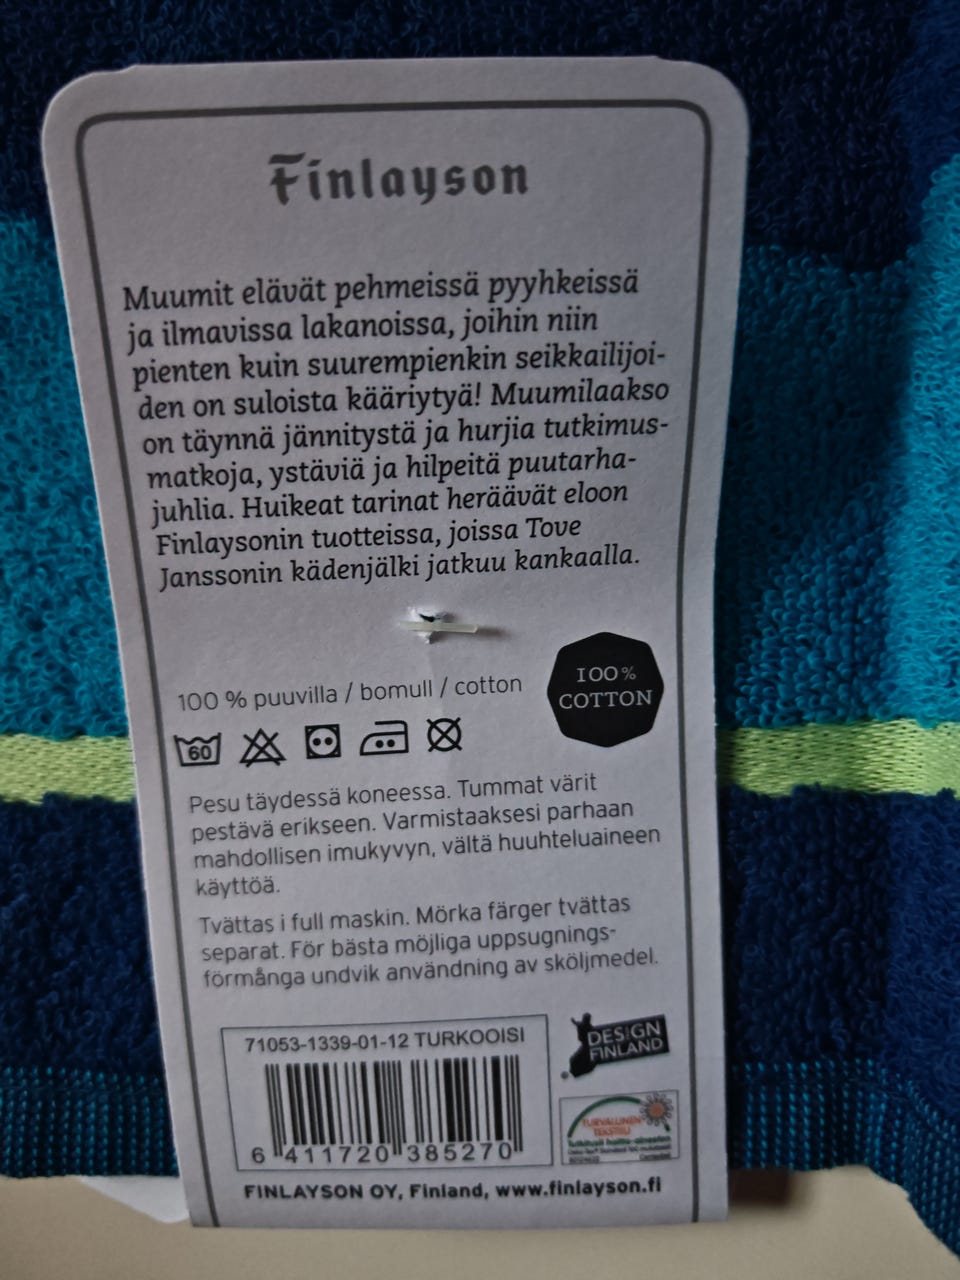 Finlayson
Muumit elävät pehmeissä pyyhkeissä
ja ilmavissa lakanoissa, joihin niin
pienten kuin suurempienkin seikkailijoi-
den on suloista kääriytyä! Muumilaakso
on täynnä jännitystä ja hurjia tutkimus-
matkoja, ystäviä ja hilpeitä puutarha-
juhlia. Huikeat tarinat heräävät eloon
Finlaysonin tuotteissa, joissa Tove
Janssonin kädenjälki jatkuu kankaalla.
100 % puuvilla / bomull / cotton
100%
COTTON
60
Pesu täydessä koneessa. Tummat värit
pestävä erikseen. Varmistaaksesi parhaan
mahdollisen imukyvyn, vältä huuhteluaineen
käyttöä.
Tvättas i full maskin. Mörka färger tvättas
separat. För bästa möjliga uppsugnings-
förmånga undvik användning av sköljmedel.
71053-1339-01-12 TURKOOISI
6 411720 385270
DESIGN
FINLAND
TURVALLINEN
TEKSTIILI
FINLAYSON OY, Finland, www.finlayson.fi